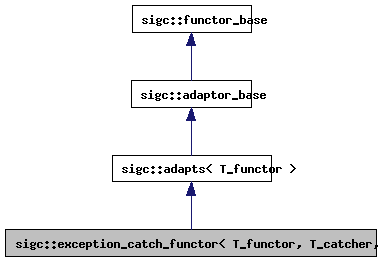 sigc::functor_base
sigc::adaptor_base
sigc::adapts< T_functor >
sigc::exception_catch_functor< T_functor, T_catcher,